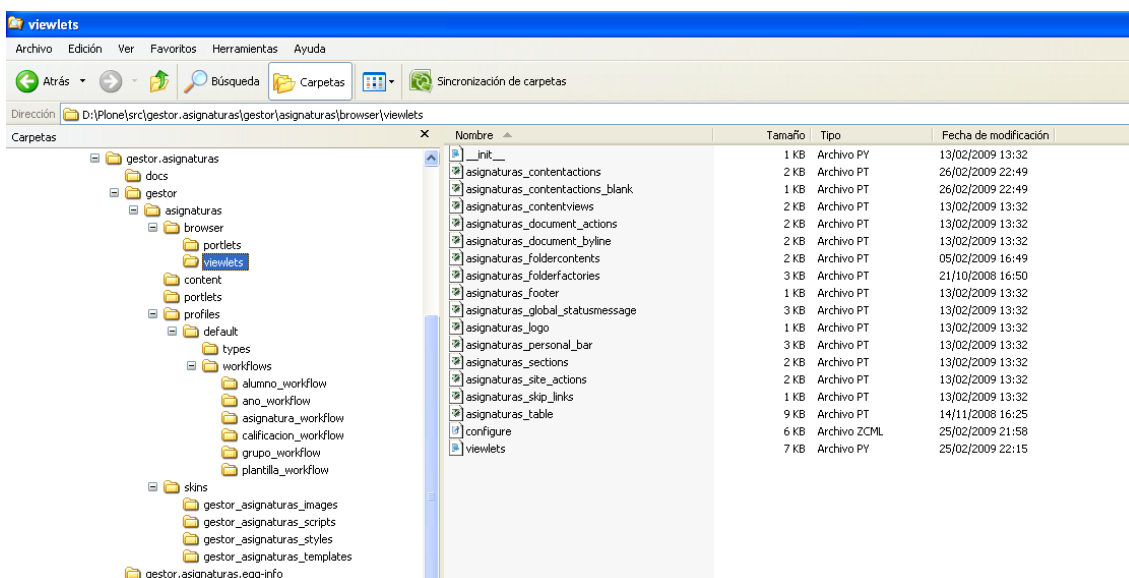 viewlets
Archivo Edición Ver Favoritos Herramientas Ayuda
Atrás Búsqueda Carpetas Sincronización de carpetas
Dirección D:\Plone\src\gestor.asignaturas\gestor\asignaturas\browser\viewlets
Carpetas x
gestor.asignaturas
docs
gestor
asignaturas
browser
portlets
viewlets
content
portlets
profiles
default
types
workflows
alumno_workflow
ano_workflow
asignatura_workflow
calificacion_workflow
grupo_workflow
plantilla_workflow
skins
gestor_asignaturas_images
gestor_asignaturas_scripts
gestor_asignaturas_styles
gestor_asignaturas_templates
gestor.asignaturas.egg-info
Nombre Tamaño Tipo Fecha de modificación
__init__ 1 KB Archivo PY 13/02/2009 13:32
asignaturas_contentactions 2 KB Archivo PT 26/02/2009 22:49
asignaturas_contentactions_blank 1 KB Archivo PT 26/02/2009 22:49
asignaturas_contentviews 2 KB Archivo PT 13/02/2009 13:32
asignaturas_document_actions 2 KB Archivo PT 13/02/2009 13:32
asignaturas_document_byline 2 KB Archivo PT 13/02/2009 13:32
asignaturas_foldercontents 2 KB Archivo PT 05/02/2009 16:49
asignaturas_folderfactories 3 KB Archivo PT 21/10/2008 16:50
asignaturas_footer 1 KB Archivo PT 13/02/2009 13:32
asignaturas_global_statusmessage 3 KB Archivo PT 13/02/2009 13:32
asignaturas_logo 1 KB Archivo PT 13/02/2009 13:32
asignaturas_personal_bar 3 KB Archivo PT 13/02/2009 13:32
asignaturas_sections 2 KB Archivo PT 13/02/2009 13:32
asignaturas_site_actions 2 KB Archivo PT 13/02/2009 13:32
asignaturas_skip_links 1 KB Archivo PT 13/02/2009 13:32
asignaturas_table 9 KB Archivo PT 14/11/2008 16:25
configure 6 KB Archivo ZCML 25/02/2009 21:58
viewlets 7 KB Archivo PY 25/02/2009 22:15